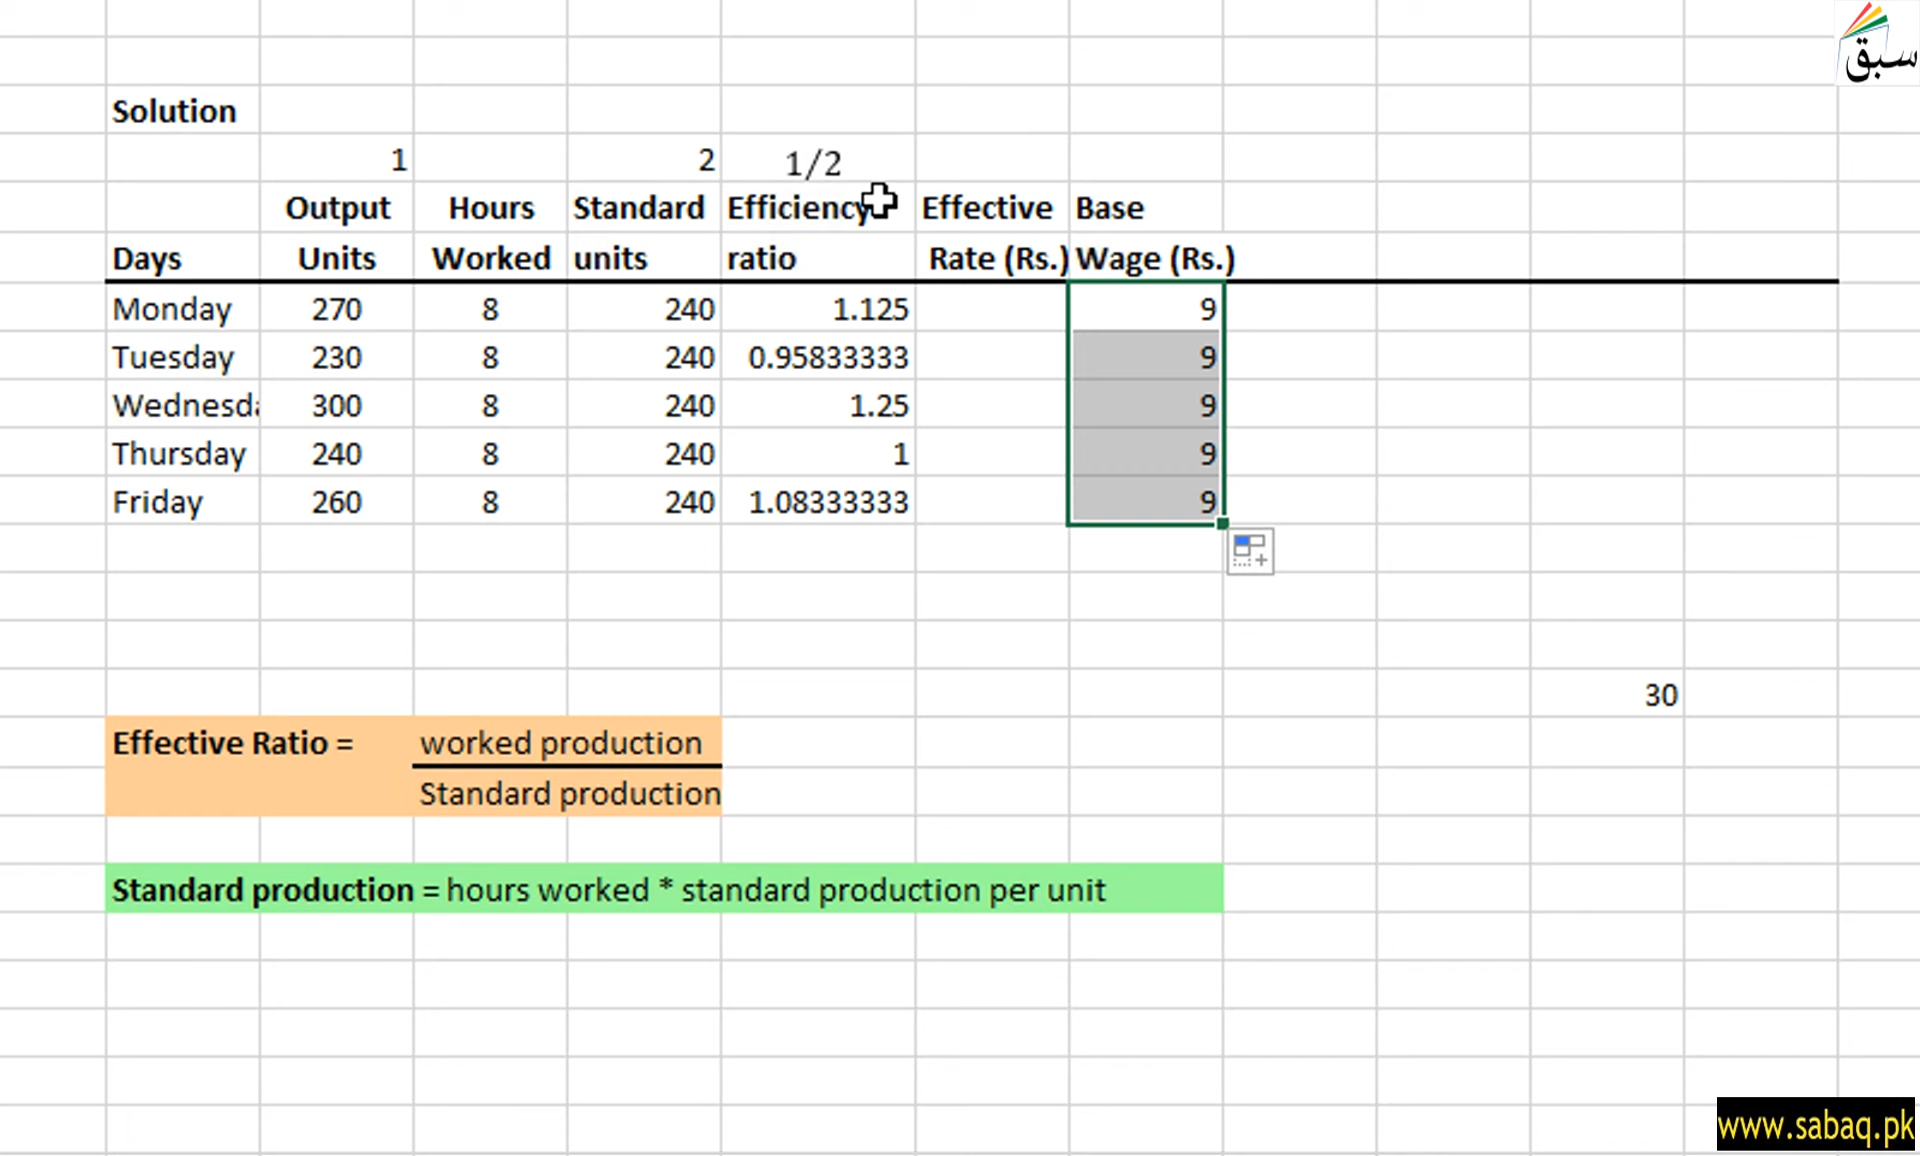 سبق
Solution
1 2 1/2
Output Hours Standard Efficiency Effective Base
Days Units Worked units ratio Rate (Rs.) Wage (Rs.)
Monday 270 8 240 1.125 9
Tuesday 230 8 240 0.95833333 9
Wednesda 300 8 240 1.25 9
Thursday 240 8 240 1 9
Friday 260 8 240 1.08333333 9
30
Effective Ratio = worked production
Standard production
Standard production = hours worked * standard production per unit
www.sabaq.pk